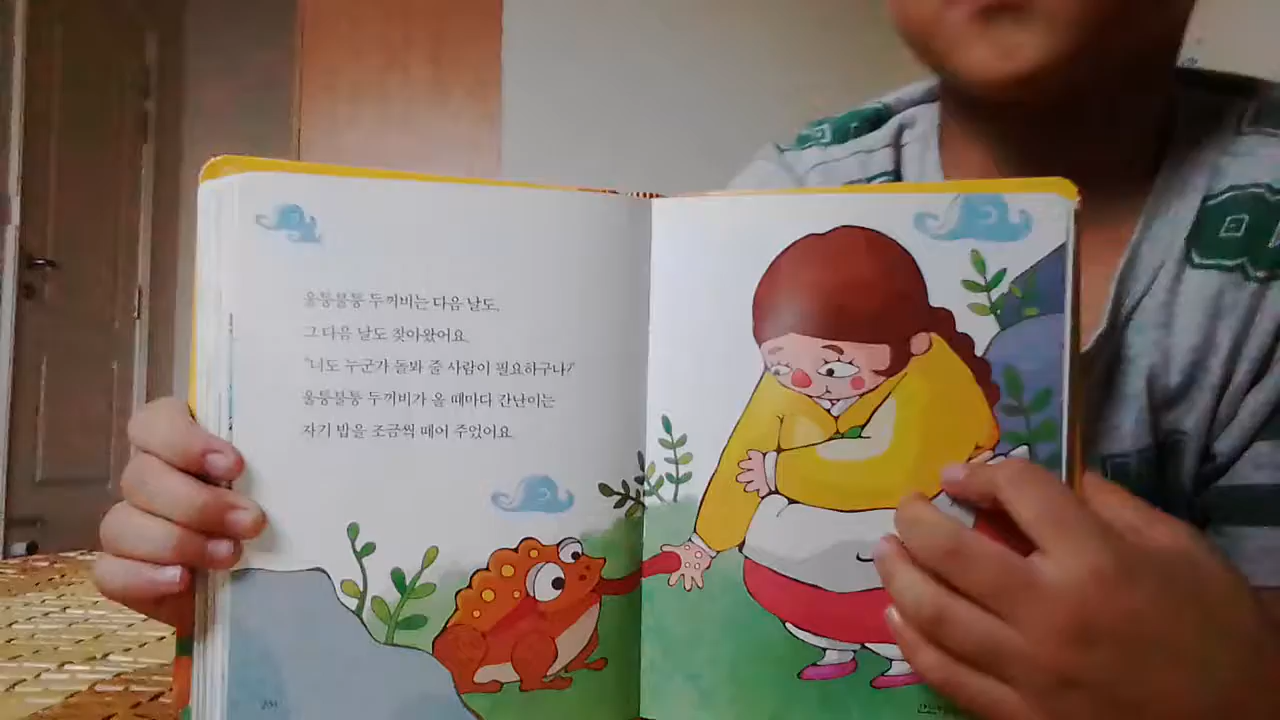 울퉁불퉁 두꺼비는 다음 날도,
그 다음 날도 찾아왔어요.
"너도 누군가 돌봐 줄 사람이 필요하구나?"
울퉁불퉁 두꺼비가 올 때마다 간난이는
자기 밥을 조금씩 떼어 주었어요.